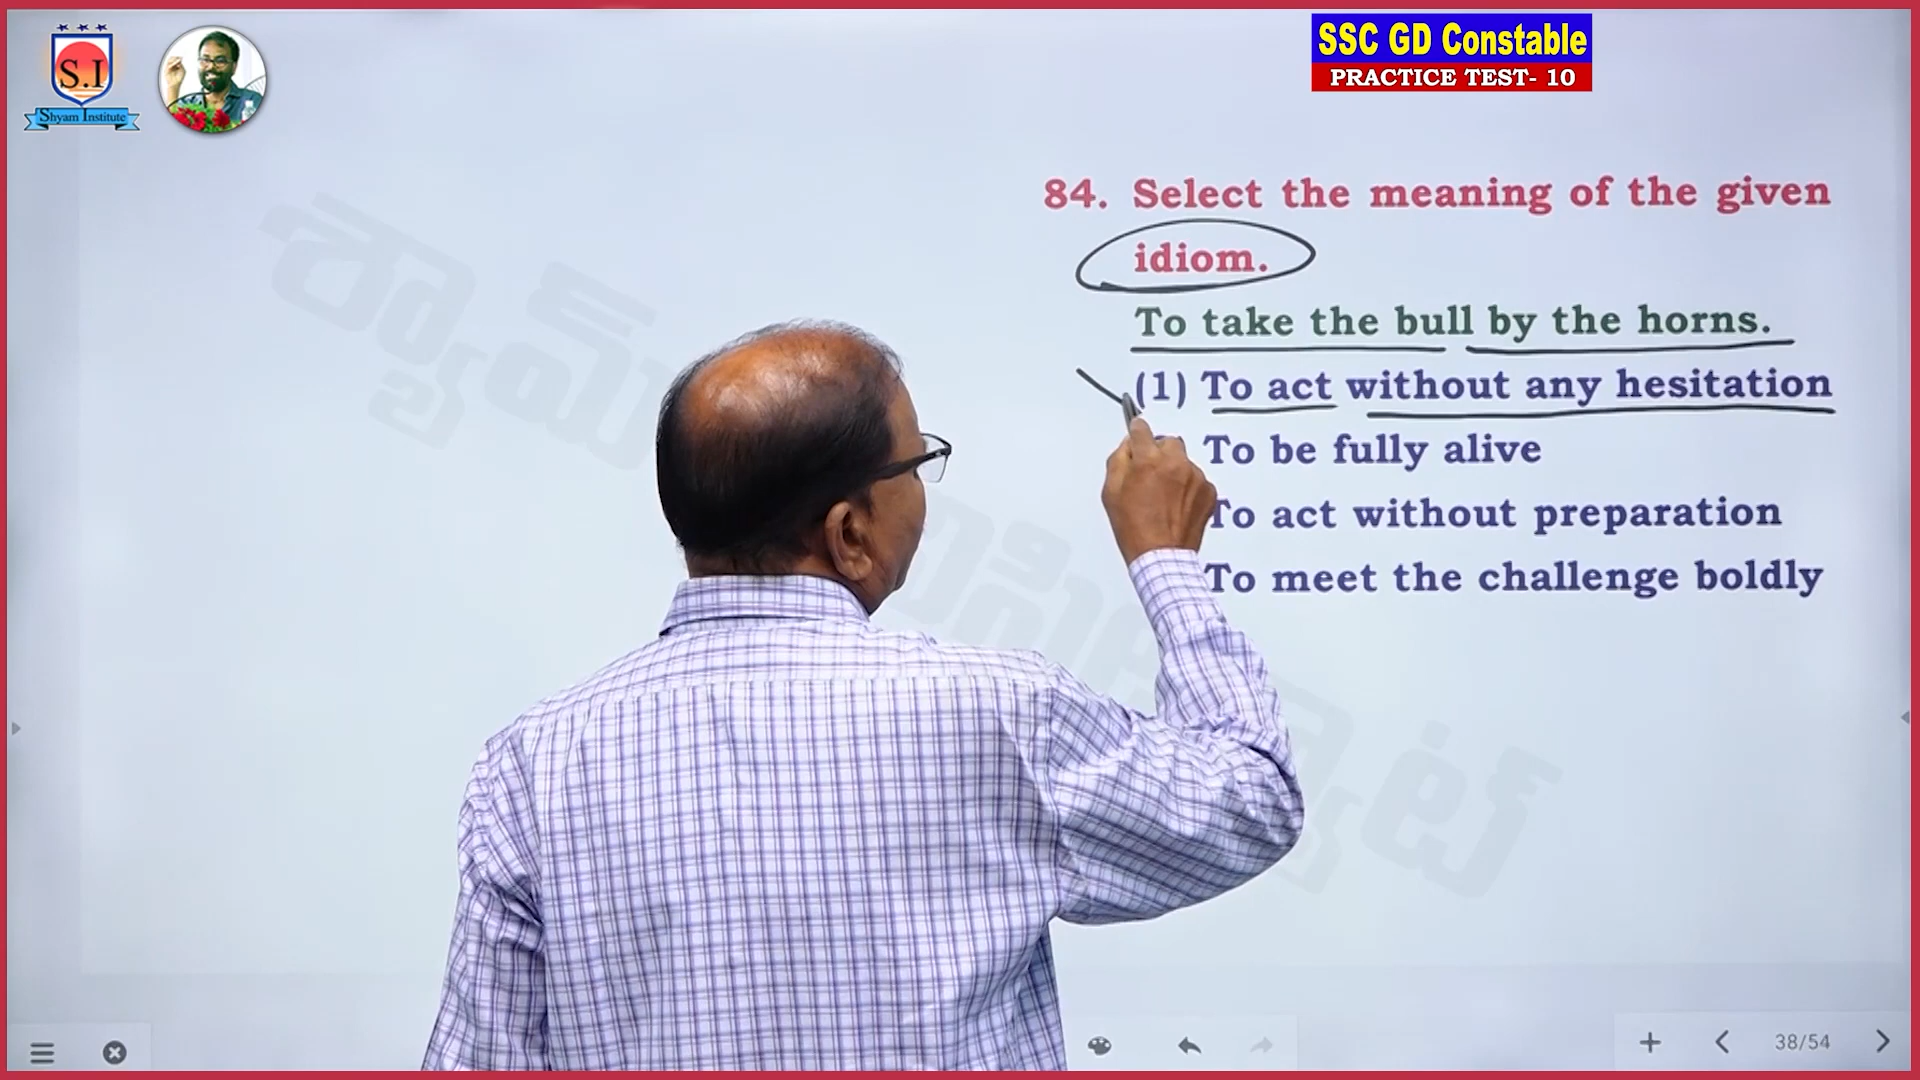 S.I
Shyam Institute
SSC GD Constable
PRACTICE TEST- 10
84. Select the meaning of the given
idiom.
To take the bull by the horns.
(1) To act without any hesitation
To be fully alive
To act without preparation
To meet the challenge boldly
38/54